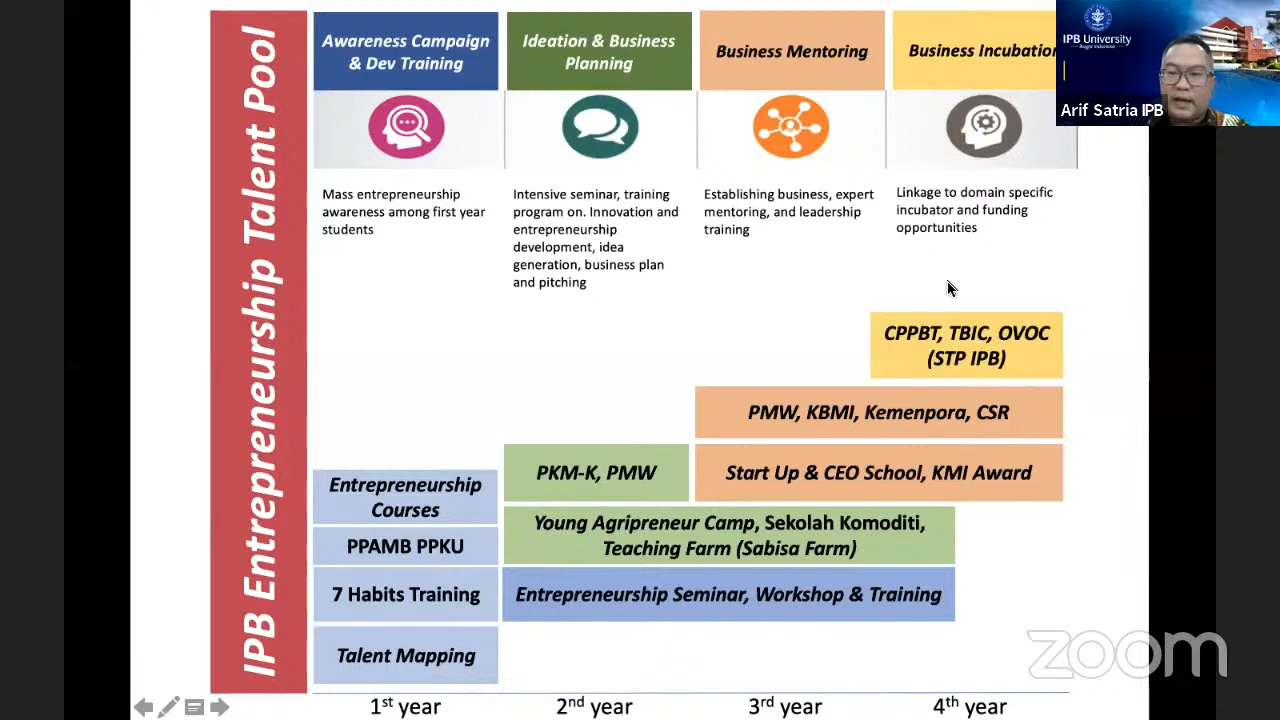 IPB Entrepreneurship Talent Pool
Awareness Campaign
& Dev Training
Ideation & Business
Planning
Business Mentoring
Business Incubation
IPB University
Bogor Indonesia
Arif Satria IPB
Mass entrepreneurship
awareness among first year
students
Intensive seminar, training
program on. Innovation and
entrepreneurship
development, idea
generation, business plan
and pitching
Establishing business, expert
mentoring, and leadership
training
Linkage to domain specific
incubator and funding
opportunities
CPPBT, TBIC, OVOC
(STP IPB)
PMW, KBMI, Kemenpora, CSR
PKM-K, PMW
Start Up & CEO School, KMI Award
Entrepreneurship
Courses
Young Agripreneur Camp, Sekolah Komoditi,
Teaching Farm (Sabisa Farm)
PPAMB PPKU
7 Habits Training
Entrepreneurship Seminar, Workshop & Training
Talent Mapping
zoom
1st year
2nd year
3rd year
4th year